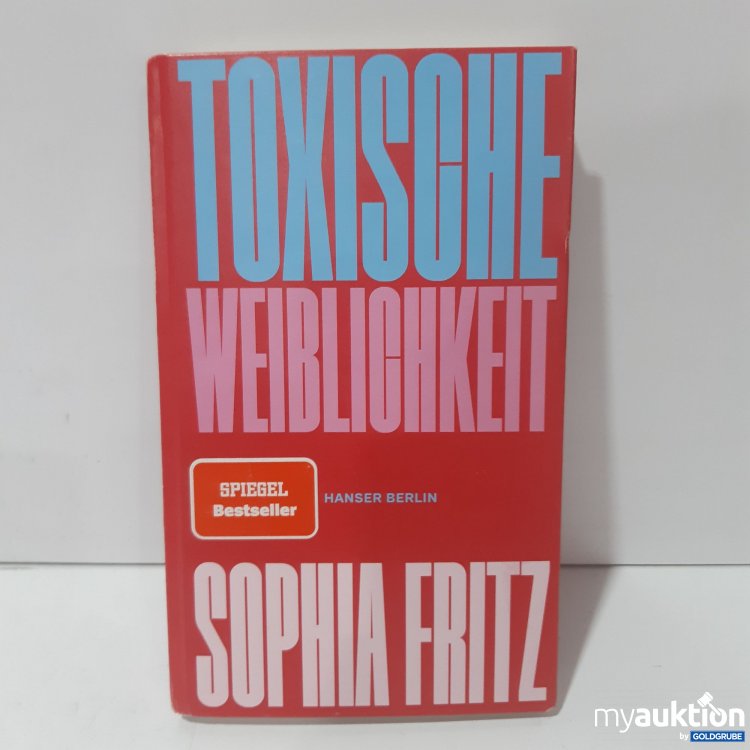 TOXISCHE
WEIBLICHKEIT
SPIEGEL
Bestseller
HANSER BERLIN
SOPHIA FRITZ
myauktion
by GOLDGRUBE